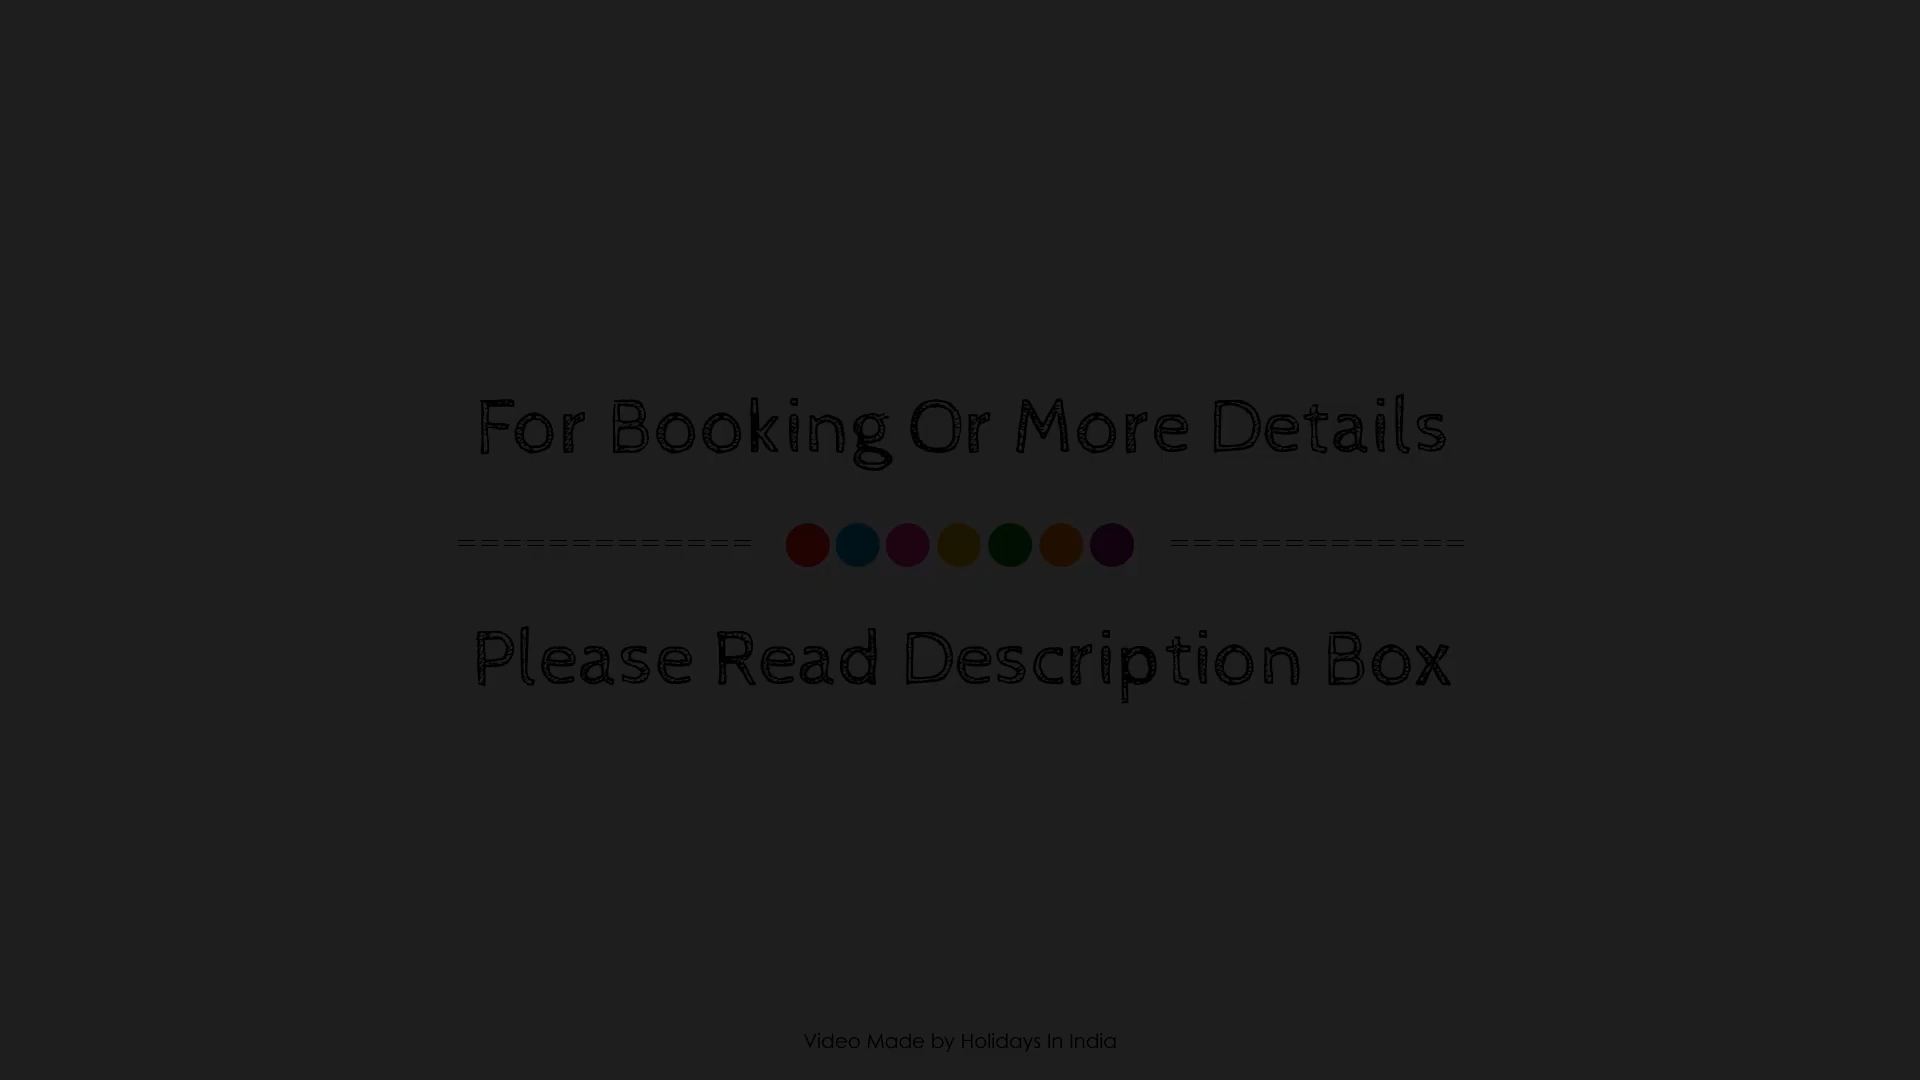 For Booking Or More Details
============= =============
Please Read Description Box
Video Made by Holidays In India